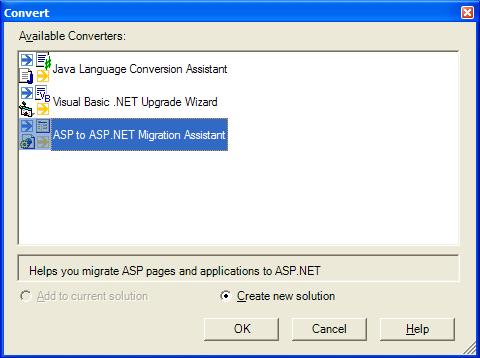 Convert
Available Converters:
Java Language Conversion Assistant
Visual Basic .NET Upgrade Wizard
ASP to ASP.NET Migration Assistant
Helps you migrate ASP pages and applications to ASP.NET
Add to current solution
Create new solution
OK
Cancel
Help